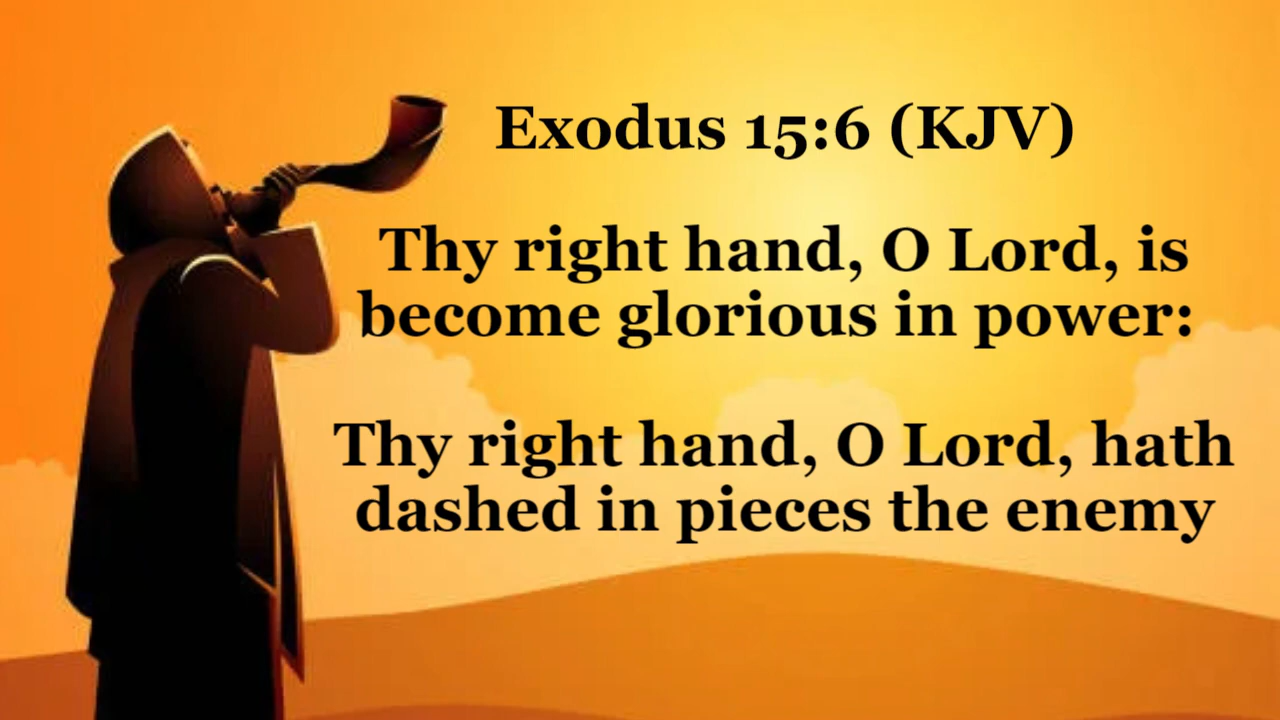 Exodus 15:6 (KJV)
Thy right hand, O Lord, is
become glorious in power:
Thy right hand, O Lord, hath
dashed in pieces the enemy